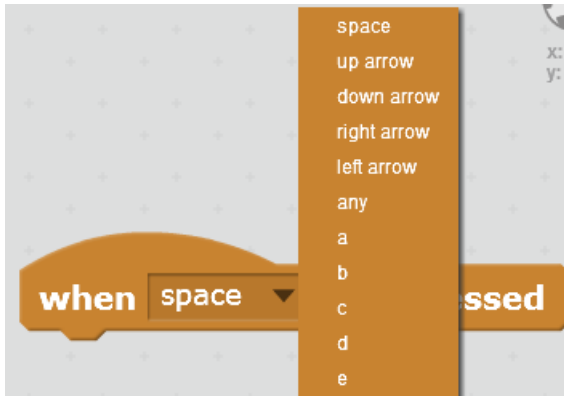 space
up arrow
down arrow
right arrow
left arrow
any
a
b
c
d
e
when space ssed
x:
y: